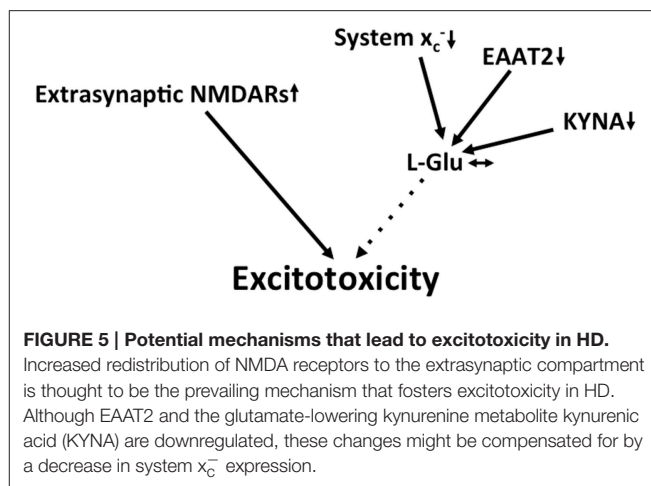 System x_c^-↓
EAAT2↓
Extrasynaptic NMDARs↑
KYNA↓
L-Glu ↔
Excitotoxicity
FIGURE 5 | Potential mechanisms that lead to excitotoxicity in HD.
Increased redistribution of NMDA receptors to the extrasynaptic compartment
is thought to be the prevailing mechanism that fosters excitotoxicity in HD.
Although EAAT2 and the glutamate-lowering kynurenine metabolite kynurenic
acid (KYNA) are downregulated, these changes might be compensated for by
a decrease in system x_c^- expression.